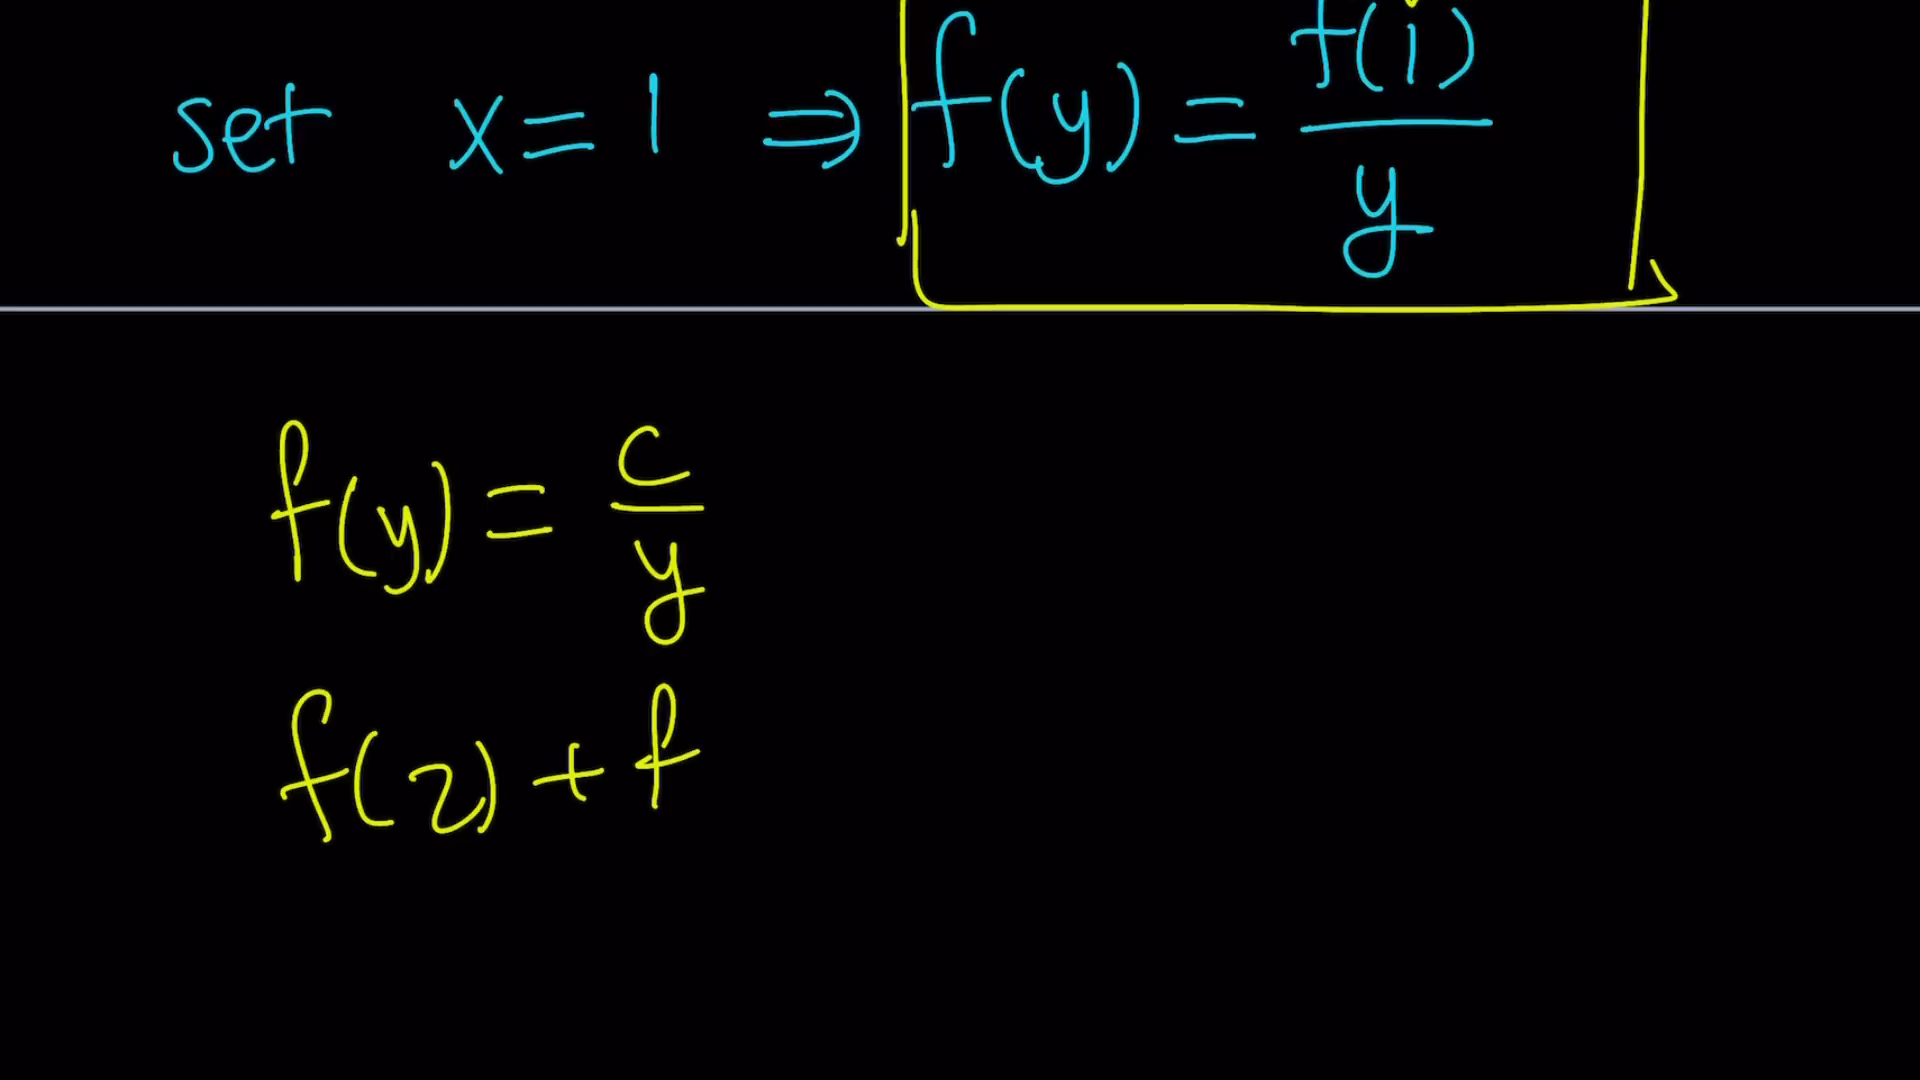 set x=1 ⇒ f(y) = f(1)/y
f(y) = c/y
f(2) + f